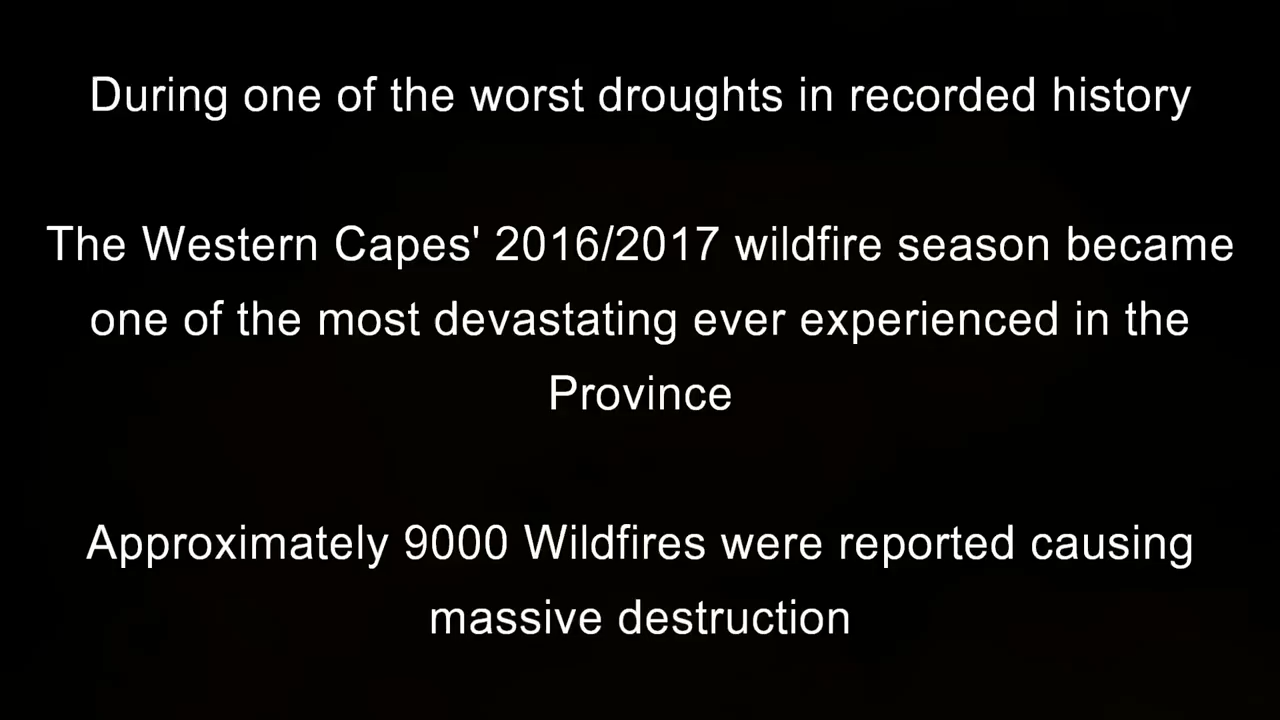 During one of the worst droughts in recorded history
The Western Capes' 2016/2017 wildfire season became
one of the most devastating ever experienced in the
Province
Approximately 9000 Wildfires were reported causing
massive destruction